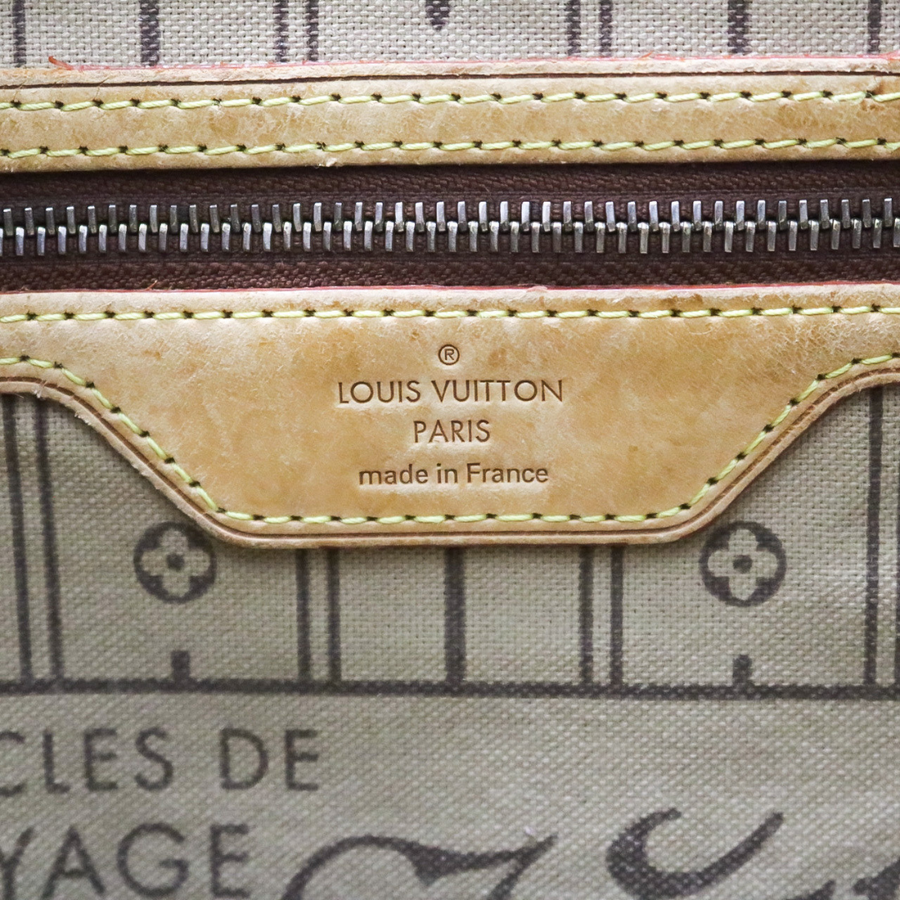 ®
LOUIS VUITTON
PARIS
made in France
CLES DE
YAGE